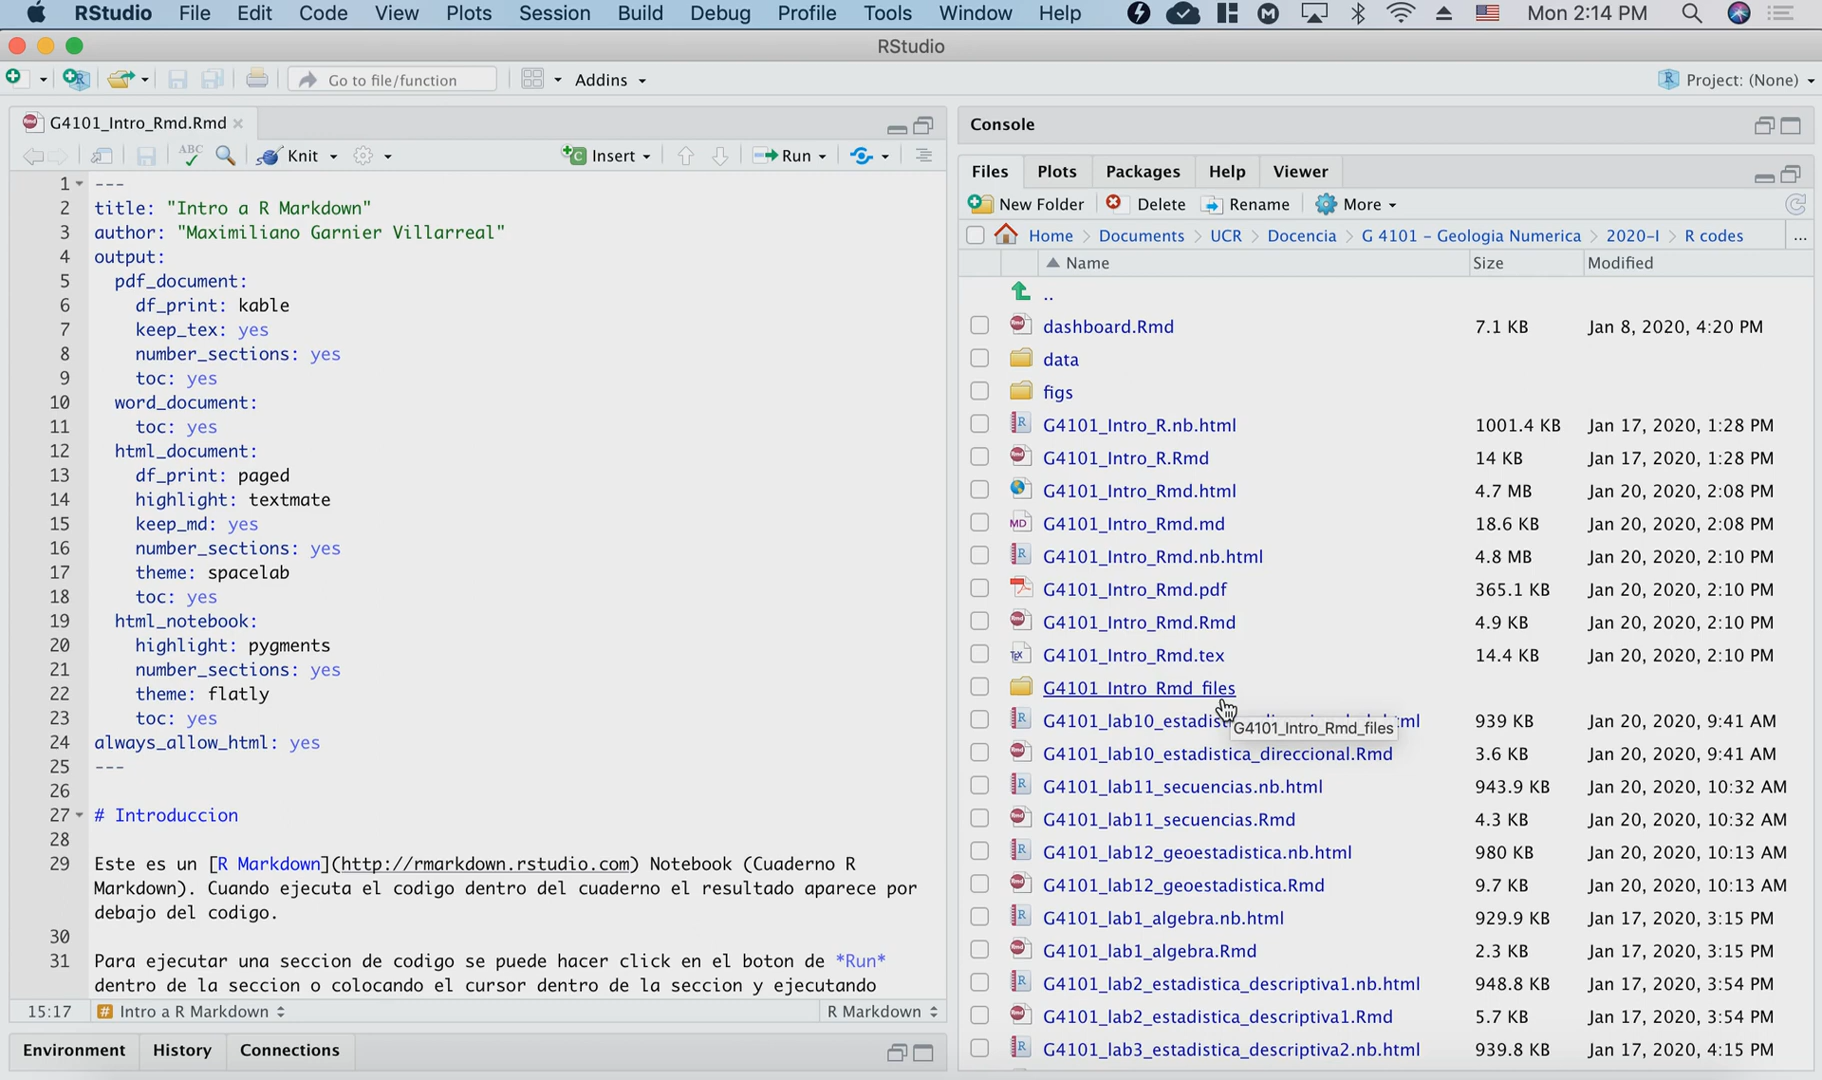 RStudio File Edit Code View Plots Session Build Debug Profile Tools Window Help Mon 2:14 PM
RStudio
Go to file/function Addins Project: (None)
G4101_Intro_Rmd.Rmd
ABC Knit Insert Run
1 ---
2 title: "Intro a R Markdown"
3 author: "Maximiliano Garnier Villarreal"
4 output:
5 pdf_document:
6 df_print: kable
7 keep_tex: yes
8 number_sections: yes
9 toc: yes
10 word_document:
11 toc: yes
12 html_document:
13 df_print: paged
14 highlight: textmate
15 keep_md: yes
16 number_sections: yes
17 theme: spacelab
18 toc: yes
19 html_notebook:
20 highlight: pygments
21 number_sections: yes
22 theme: flatly
23 toc: yes
24 always_allow_html: yes
25 ---
26
27 # Introduccion
28
29 Este es un [R Markdown](http://rmarkdown.rstudio.com) Notebook (Cuaderno R
Markdown). Cuando ejecuta el codigo dentro del cuaderno el resultado aparece por
debajo del codigo.
30
31 Para ejecutar una seccion de codigo se puede hacer click en el boton de *Run*
dentro de la seccion o colocando el cursor dentro de la seccion y ejecutando
15:17 # Intro a R Markdown R Markdown
Environment History Connections
Console
Files Plots Packages Help Viewer
New Folder Delete Rename More
Home Documents UCR Docencia G 4101 - Geologia Numerica 2020-I R codes ...
Name Size Modified
..
dashboard.Rmd 7.1 KB Jan 8, 2020, 4:20 PM
data
figs
G4101_Intro_R.nb.html 1001.4 KB Jan 17, 2020, 1:28 PM
G4101_Intro_R.Rmd 14 KB Jan 17, 2020, 1:28 PM
G4101_Intro_Rmd.html 4.7 MB Jan 20, 2020, 2:08 PM
G4101_Intro_Rmd.md 18.6 KB Jan 20, 2020, 2:08 PM
G4101_Intro_Rmd.nb.html 4.8 MB Jan 20, 2020, 2:10 PM
G4101_Intro_Rmd.pdf 365.1 KB Jan 20, 2020, 2:10 PM
G4101_Intro_Rmd.Rmd 4.9 KB Jan 20, 2020, 2:10 PM
G4101_Intro_Rmd.tex 14.4 KB Jan 20, 2020, 2:10 PM
G4101_Intro_Rmd_files
G4101_Intro_Rmd_files
939 KB Jan 20, 2020, 9:41 AM
G4101_lab10_estadistica_direccional.Rmd 3.6 KB Jan 20, 2020, 9:41 AM
G4101_lab11_secuencias.nb.html 943.9 KB Jan 20, 2020, 10:32 AM
G4101_lab11_secuencias.Rmd 4.3 KB Jan 20, 2020, 10:32 AM
G4101_lab12_geoestadistica.nb.html 980 KB Jan 20, 2020, 10:13 AM
G4101_lab12_geoestadistica.Rmd 9.7 KB Jan 20, 2020, 10:13 AM
G4101_lab1_algebra.nb.html 929.9 KB Jan 17, 2020, 3:15 PM
G4101_lab1_algebra.Rmd 2.3 KB Jan 17, 2020, 3:15 PM
G4101_lab2_estadistica_descriptiva1.nb.html 948.8 KB Jan 17, 2020, 3:54 PM
G4101_lab2_estadistica_descriptiva1.Rmd 5.7 KB Jan 17, 2020, 3:54 PM
G4101_lab3_estadistica_descriptiva2.nb.html 939.8 KB Jan 17, 2020, 4:15 PM